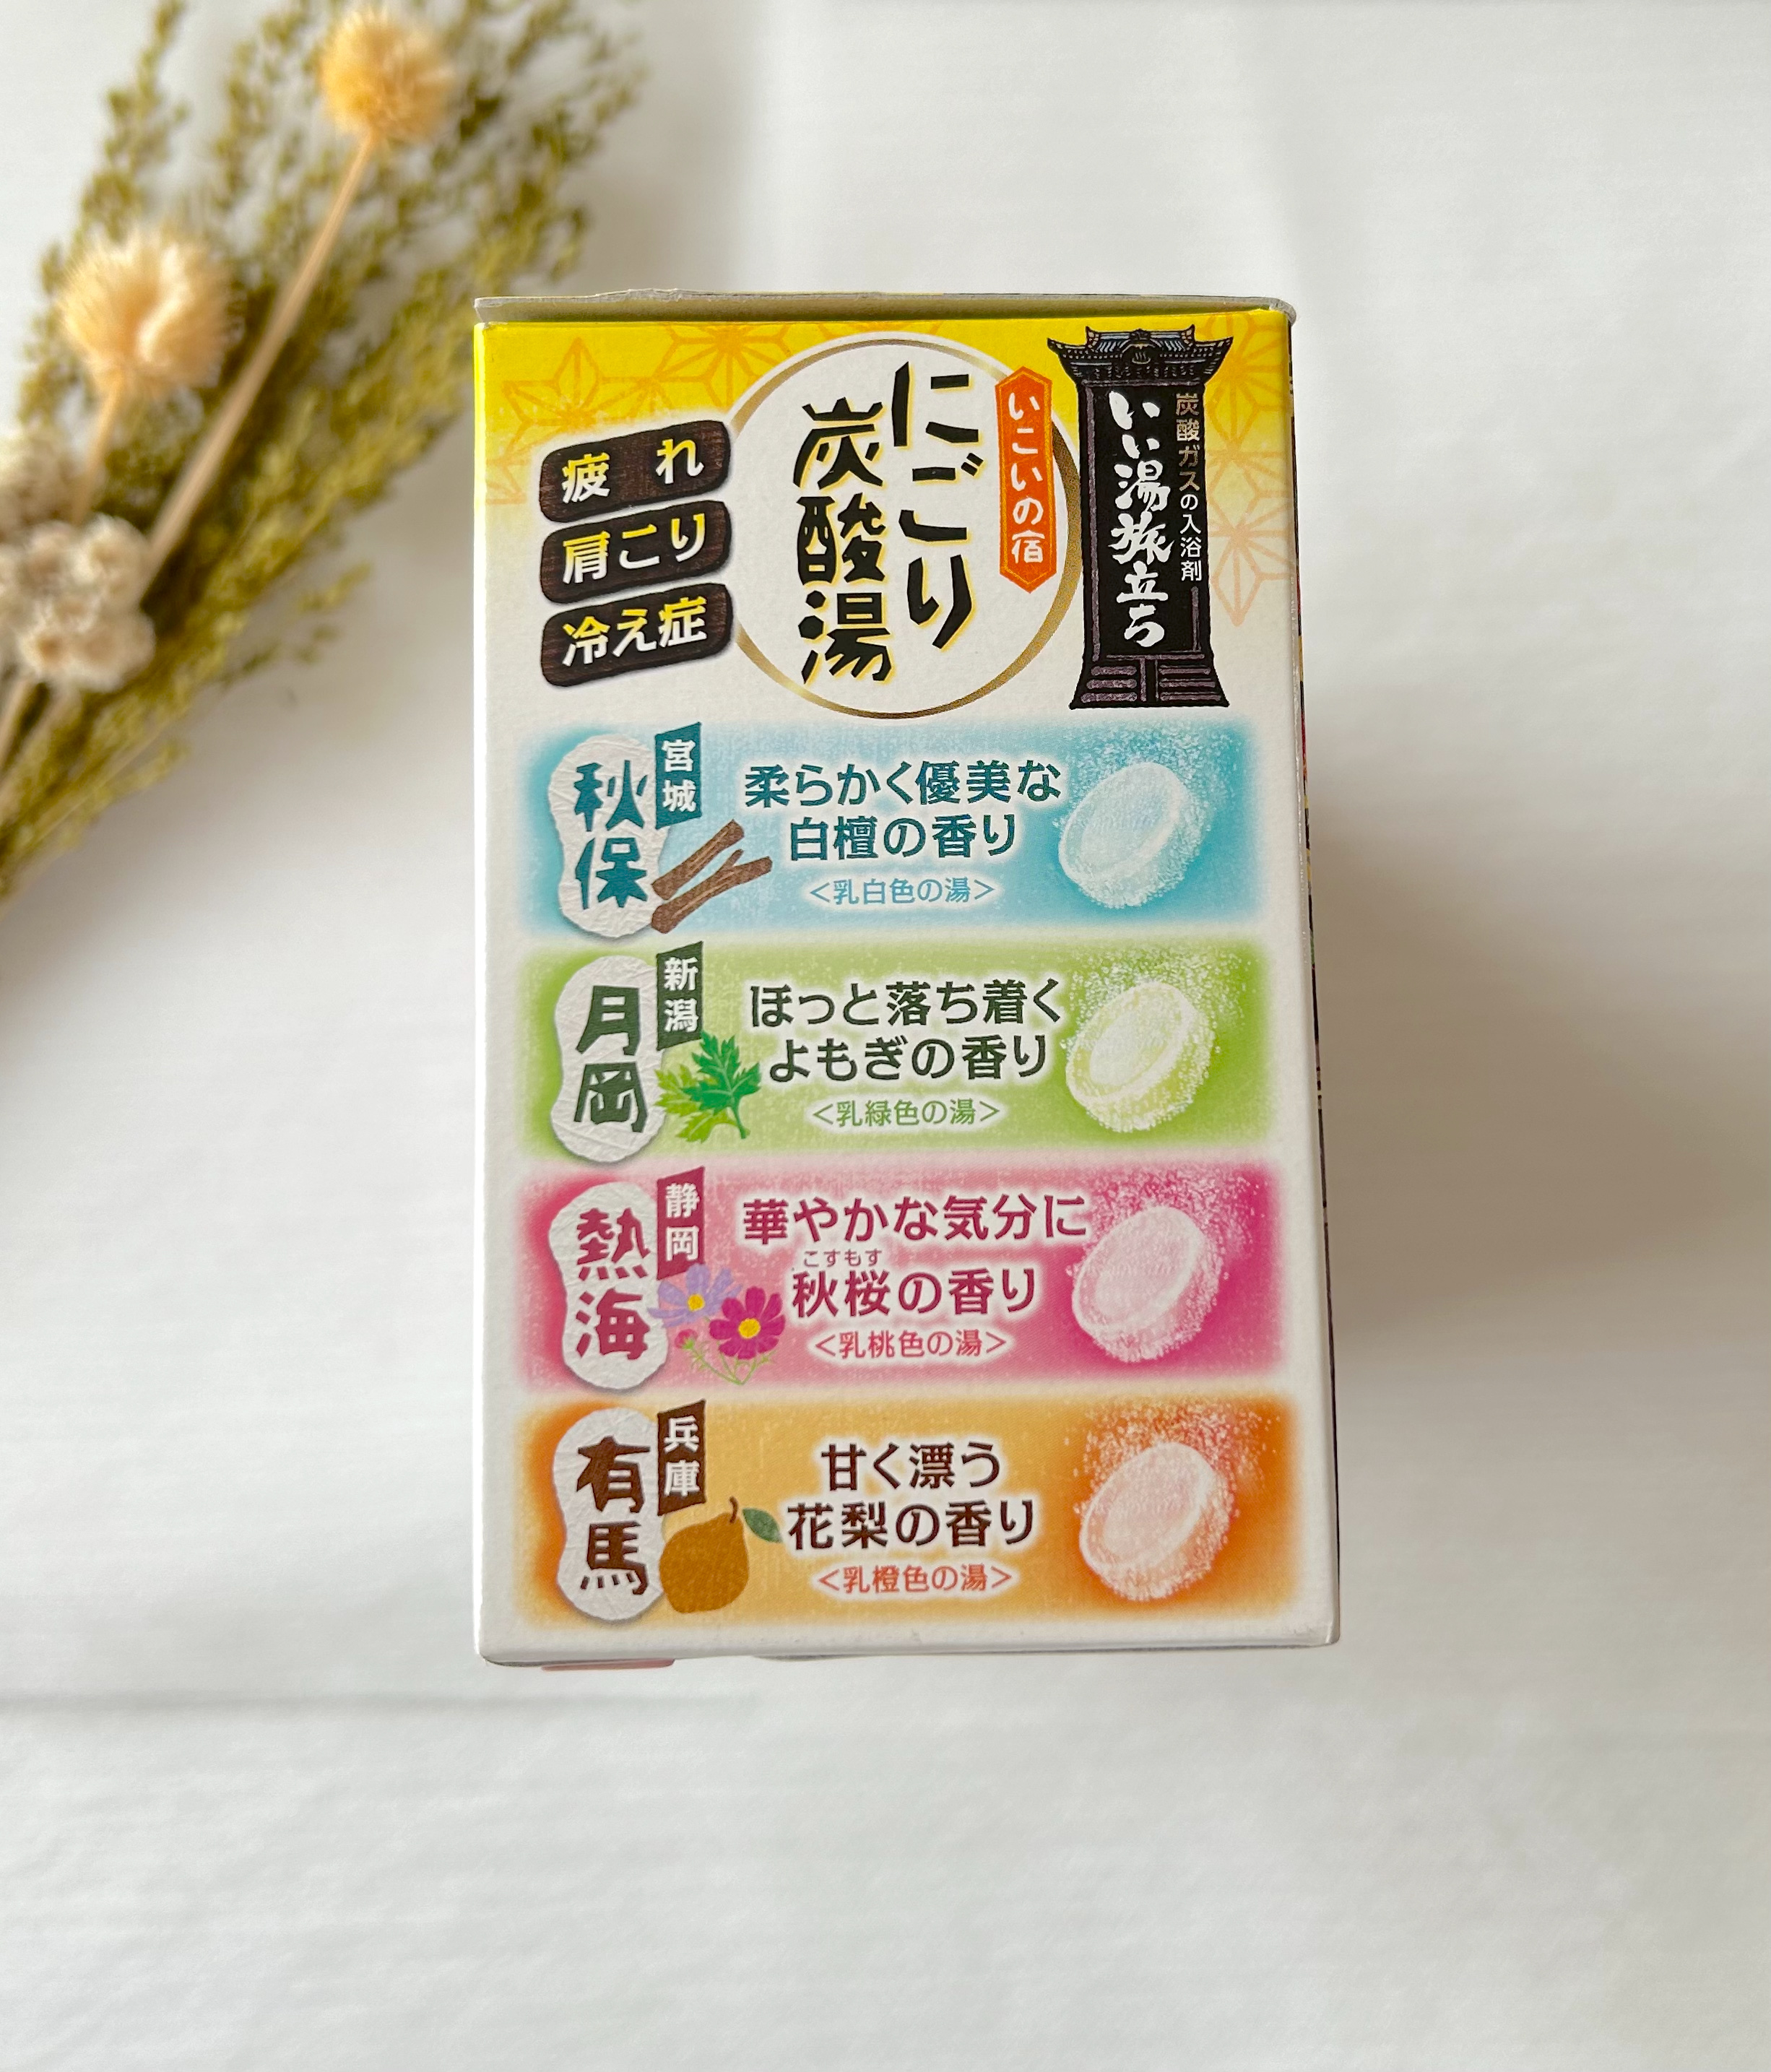 炭酸ガスの入浴剤
いい湯旅立ち
いこいの宿
にごり
炭酸湯
疲れ
肩こり
冷え症
宮城
秋保
柔らかく優美な
白檀の香り
<乳白色の湯>
新潟
月岡
ほっと落ち着く
よもぎの香り
<乳緑色の湯>
静岡
熱海
華やかな気分に
こすもす
秋桜の香り
<乳桃色の湯>
兵庫
有馬
甘く漂う
花梨の香り
<乳橙色の湯>